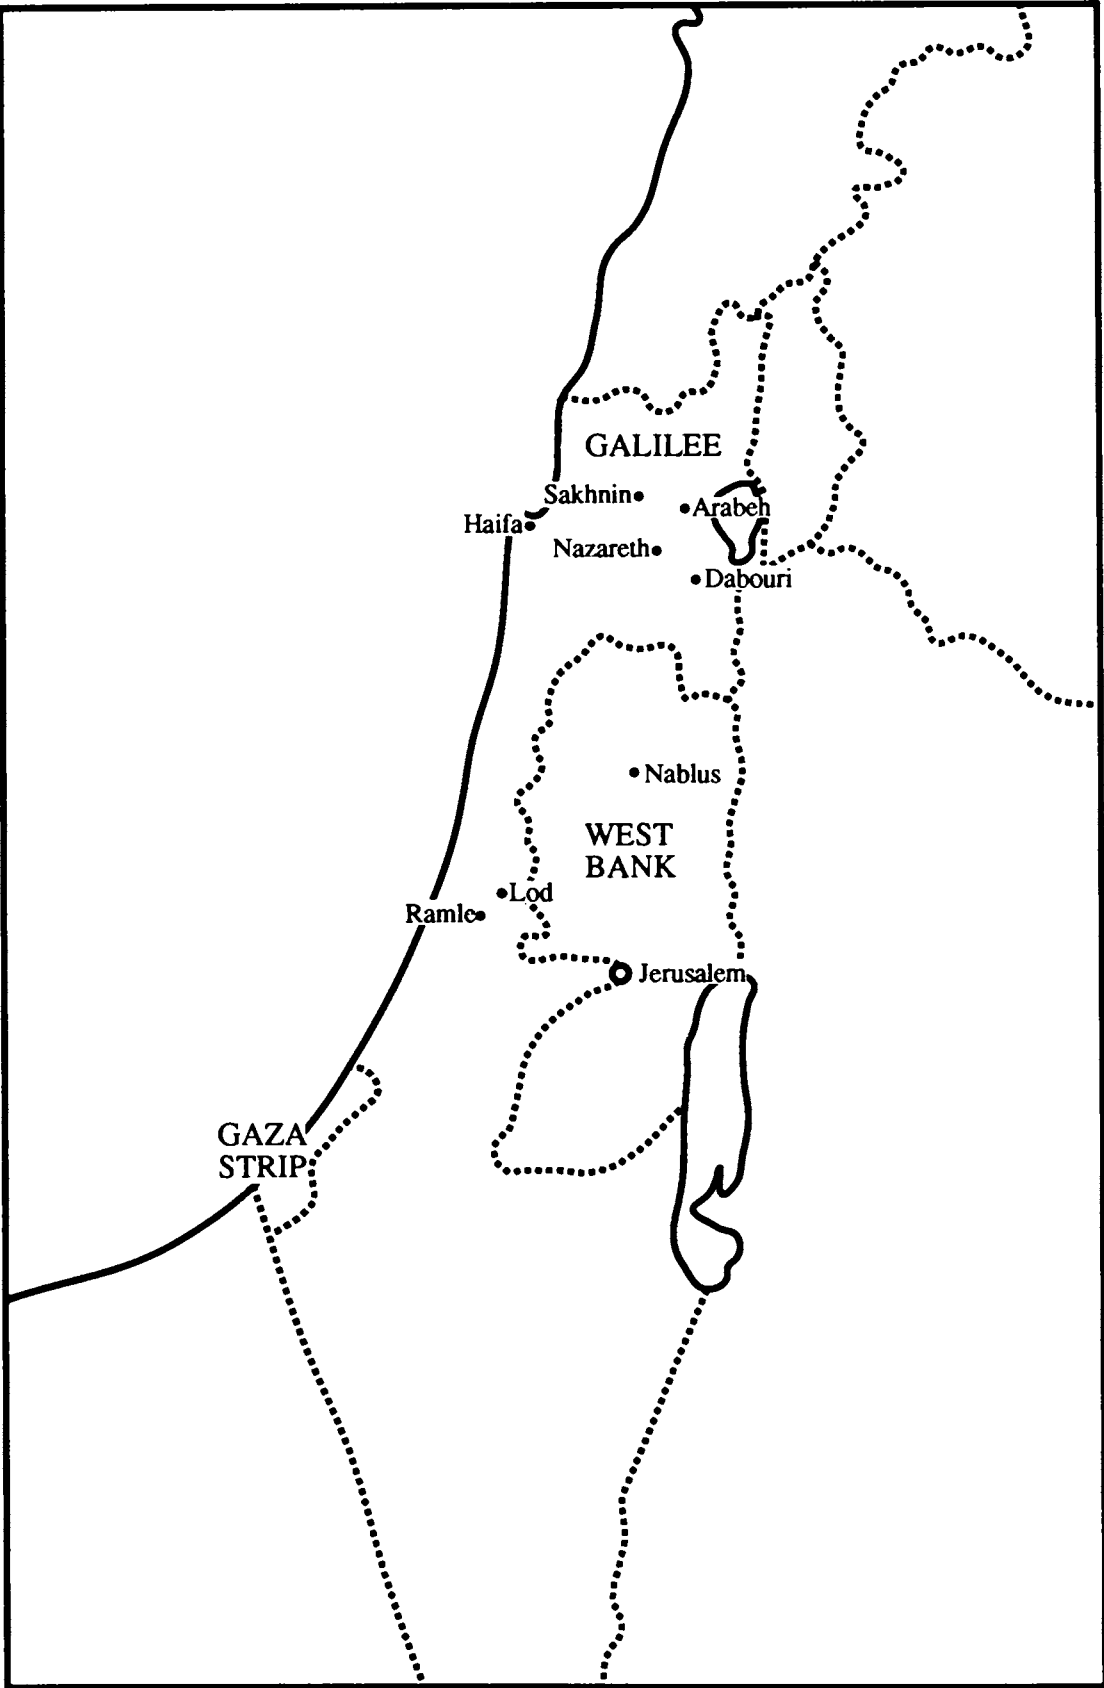 GALILEE
Sakhnin
Arabeh
Haifa
Nazareth
Dabouri
Nablus
WEST
BANK
Lod
Ramle
Jerusalem
GAZA
STRIP